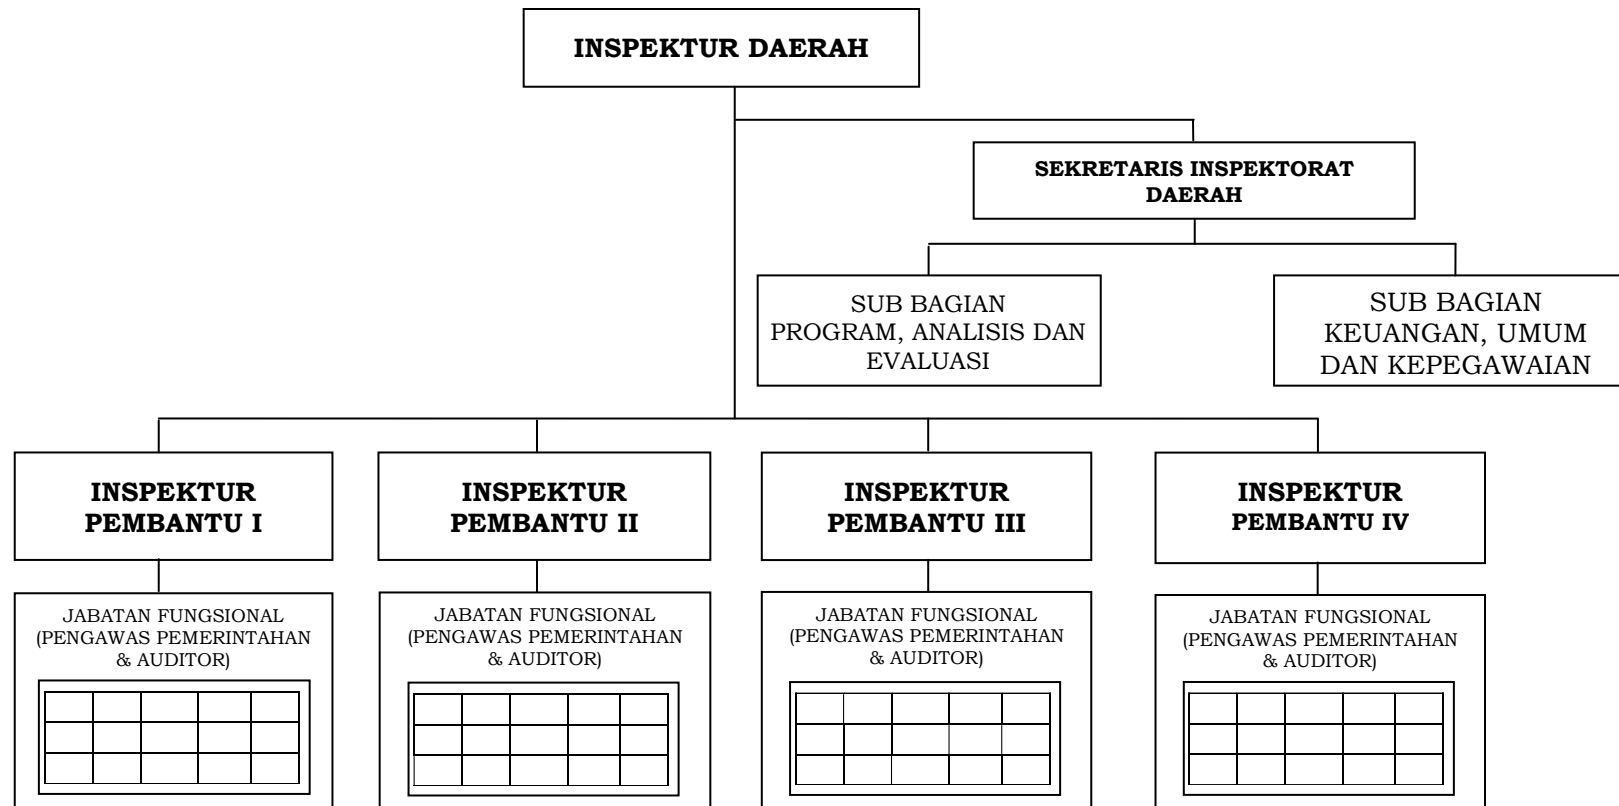 INSPEKTUR DAERAH
SEKRETARIS INSPEKTORAT
DAERAH
SUB BAGIAN
PROGRAM, ANALISIS DAN
EVALUASI
SUB BAGIAN
KEUANGAN, UMUM
DAN KEPEGAWAIAN
INSPEKTUR
PEMBANTU I
INSPEKTUR
PEMBANTU II
INSPEKTUR
PEMBANTU III
INSPEKTUR
PEMBANTU IV
JABATAN FUNGSIONAL
(PENGAWAS PEMERINTAHAN
& AUDITOR)
JABATAN FUNGSIONAL
(PENGAWAS PEMERINTAHAN
& AUDITOR)
JABATAN FUNGSIONAL
(PENGAWAS PEMERINTAHAN
& AUDITOR)
JABATAN FUNGSIONAL
(PENGAWAS PEMERINTAHAN
& AUDITOR)